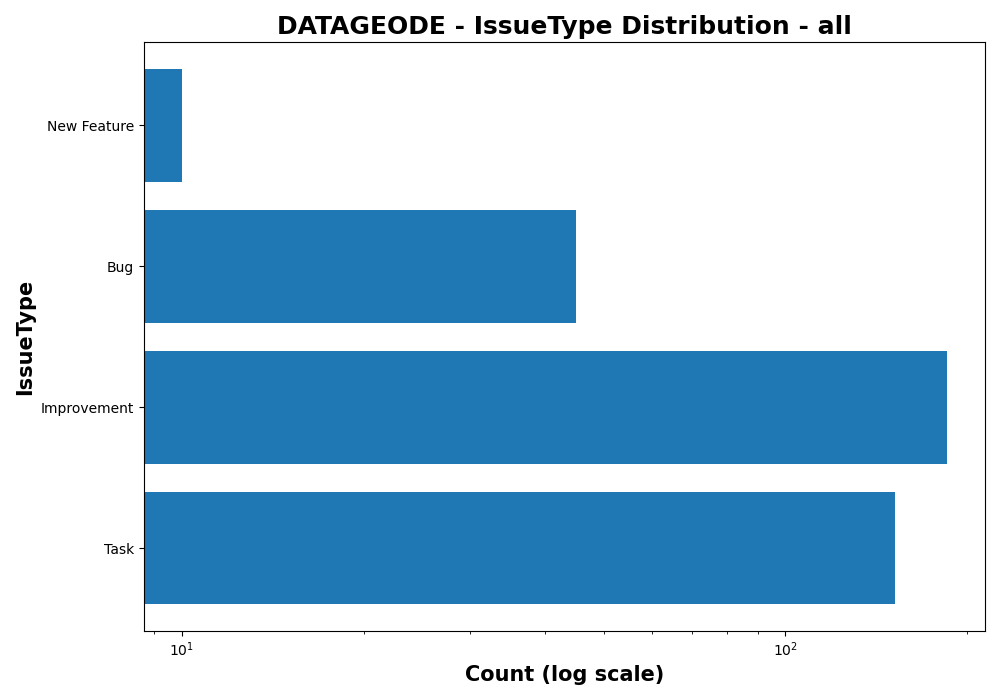 DATAGEODE - IssueType Distribution - all
New Feature
Bug
Improvement
Task
IssueType
10¹
10²
Count (log scale)